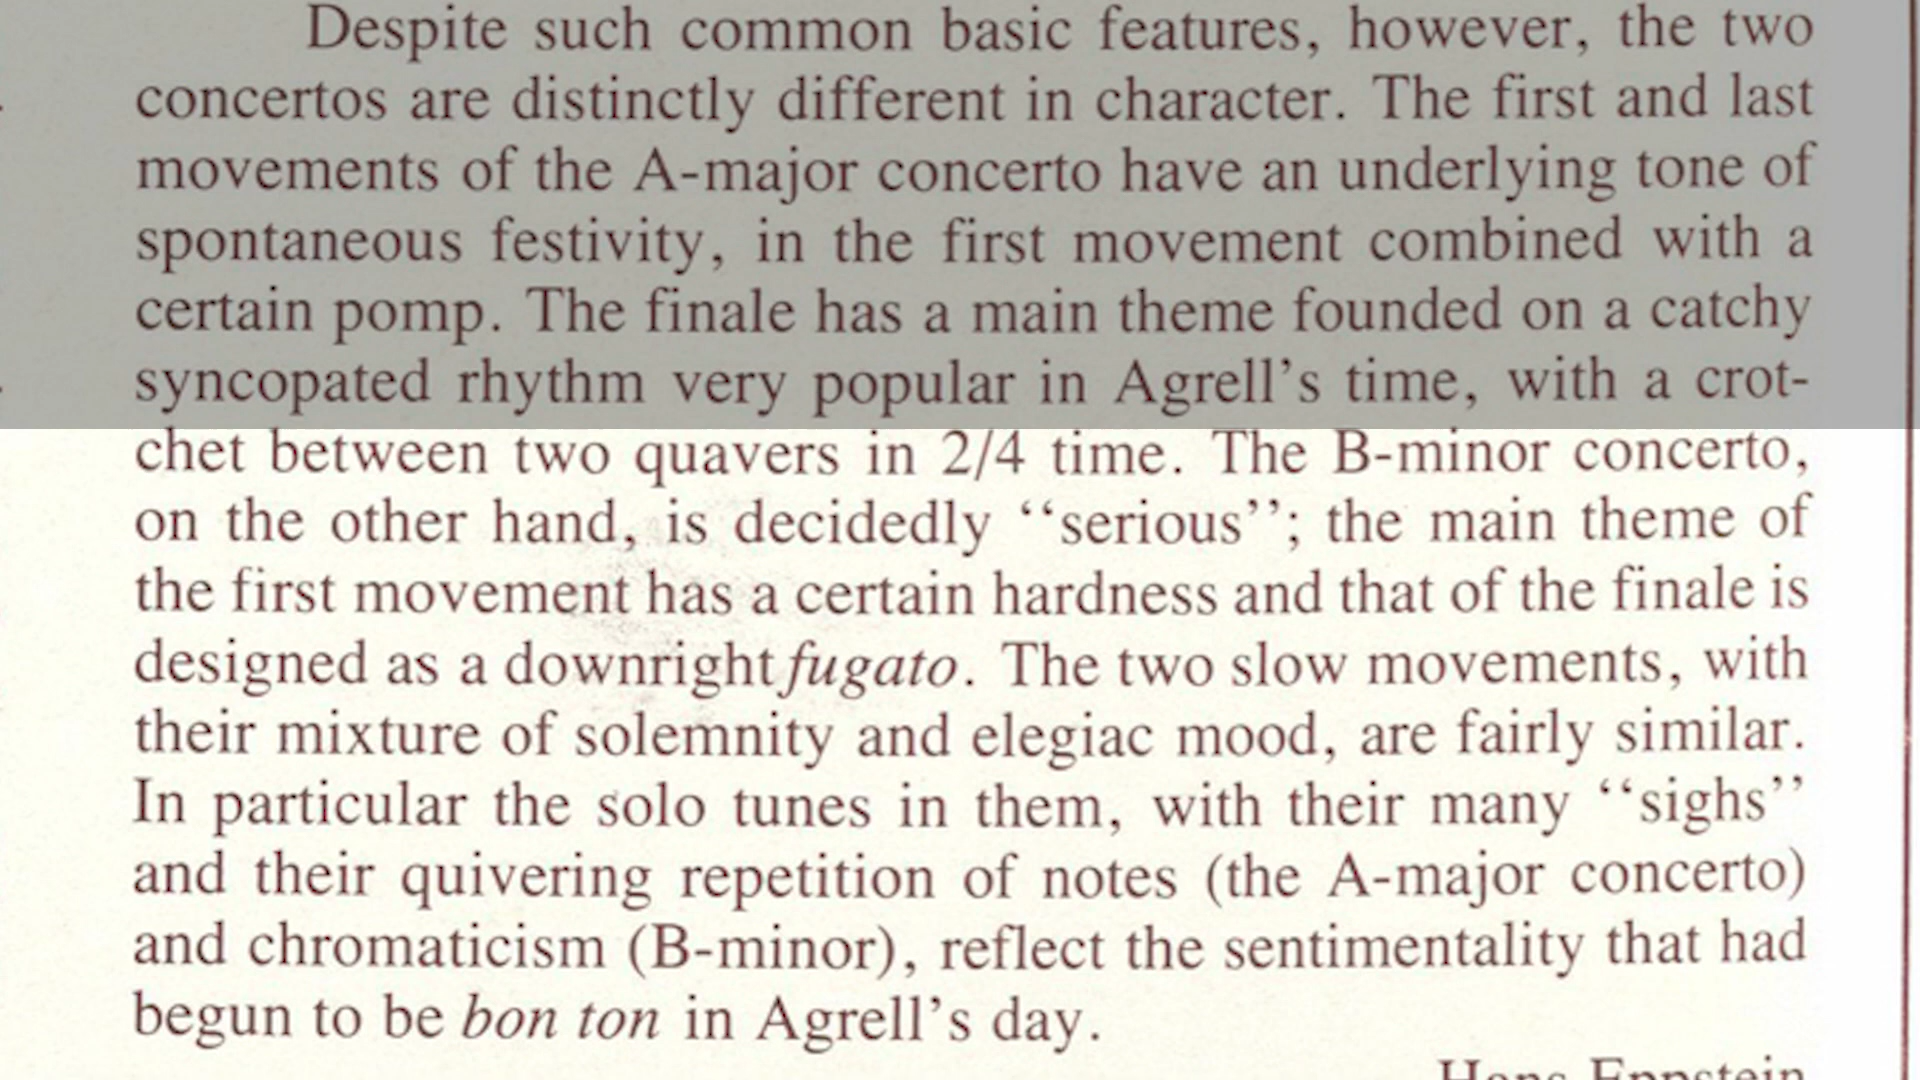 Despite such common basic features, however, the two
concertos are distinctly different in character. The first and last
movements of the A-major concerto have an underlying tone of
spontaneous festivity, in the first movement combined with a
certain pomp. The finale has a main theme founded on a catchy
syncopated rhythm very popular in Agrell's time, with a crot-
chet between two quavers in 2/4 time. The B-minor concerto,
on the other hand, is decidedly ‘‘serious’’; the main theme of
the first movement has a certain hardness and that of the finale is
designed as a downright fugato. The two slow movements, with
their mixture of solemnity and elegiac mood, are fairly similar.
In particular the solo tunes in them, with their many ‘‘sighs’’
and their quivering repetition of notes (the A-major concerto)
and chromaticism (B-minor), reflect the sentimentality that had
begun to be bon ton in Agrell's day.
Hans Eppstein